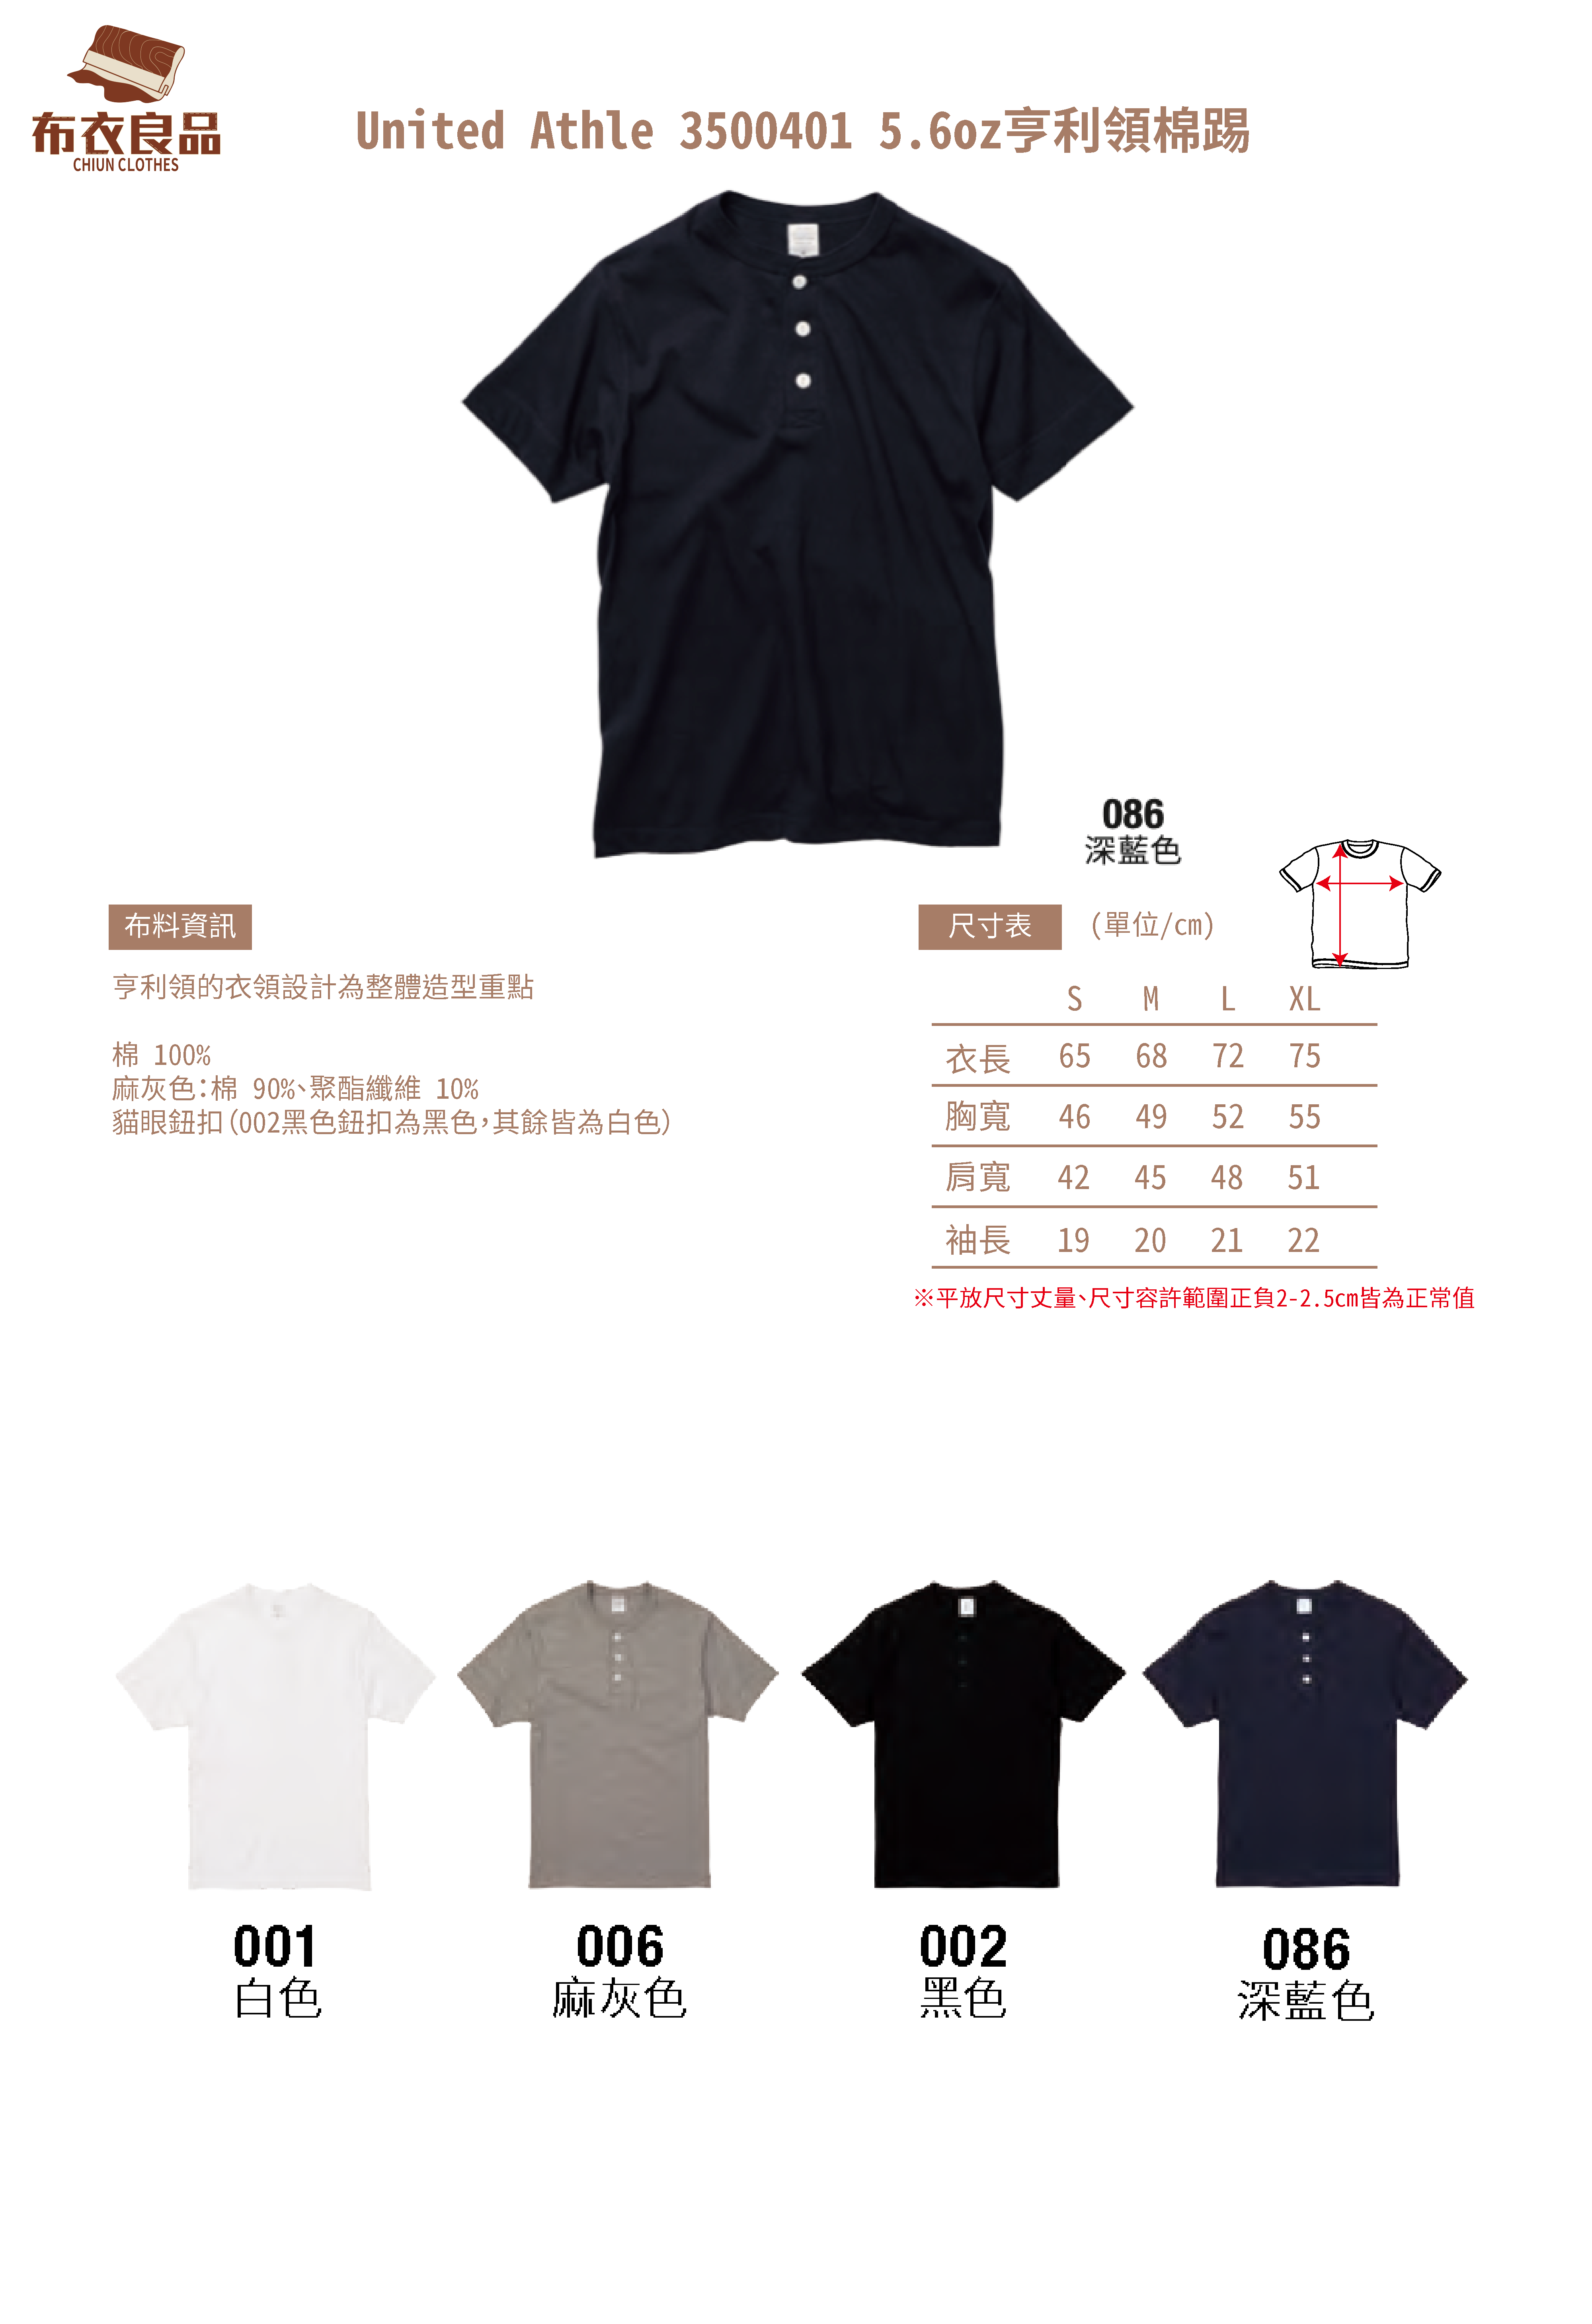 布衣良品
CHIUN CLOTHES
United Athle 3500401 5.6oz亨利領棉踢
086
深藍色
布料資訊
亨利領的衣領設計為整體造型重點
棉 100%
麻灰色：棉 90%、聚酯纖維 10%
貓眼鈕扣（002黑色鈕扣為黑色，其餘皆為白色）
尺寸表 (單位/cm)
S M L XL
衣長 65 68 72 75
胸寬 46 49 52 55
肩寬 42 45 48 51
袖長 19 20 21 22
※平放尺寸丈量、尺寸容許範圍正負2-2.5cm皆為正常值
001 006 002 086
白色 麻灰色 黑色 深藍色